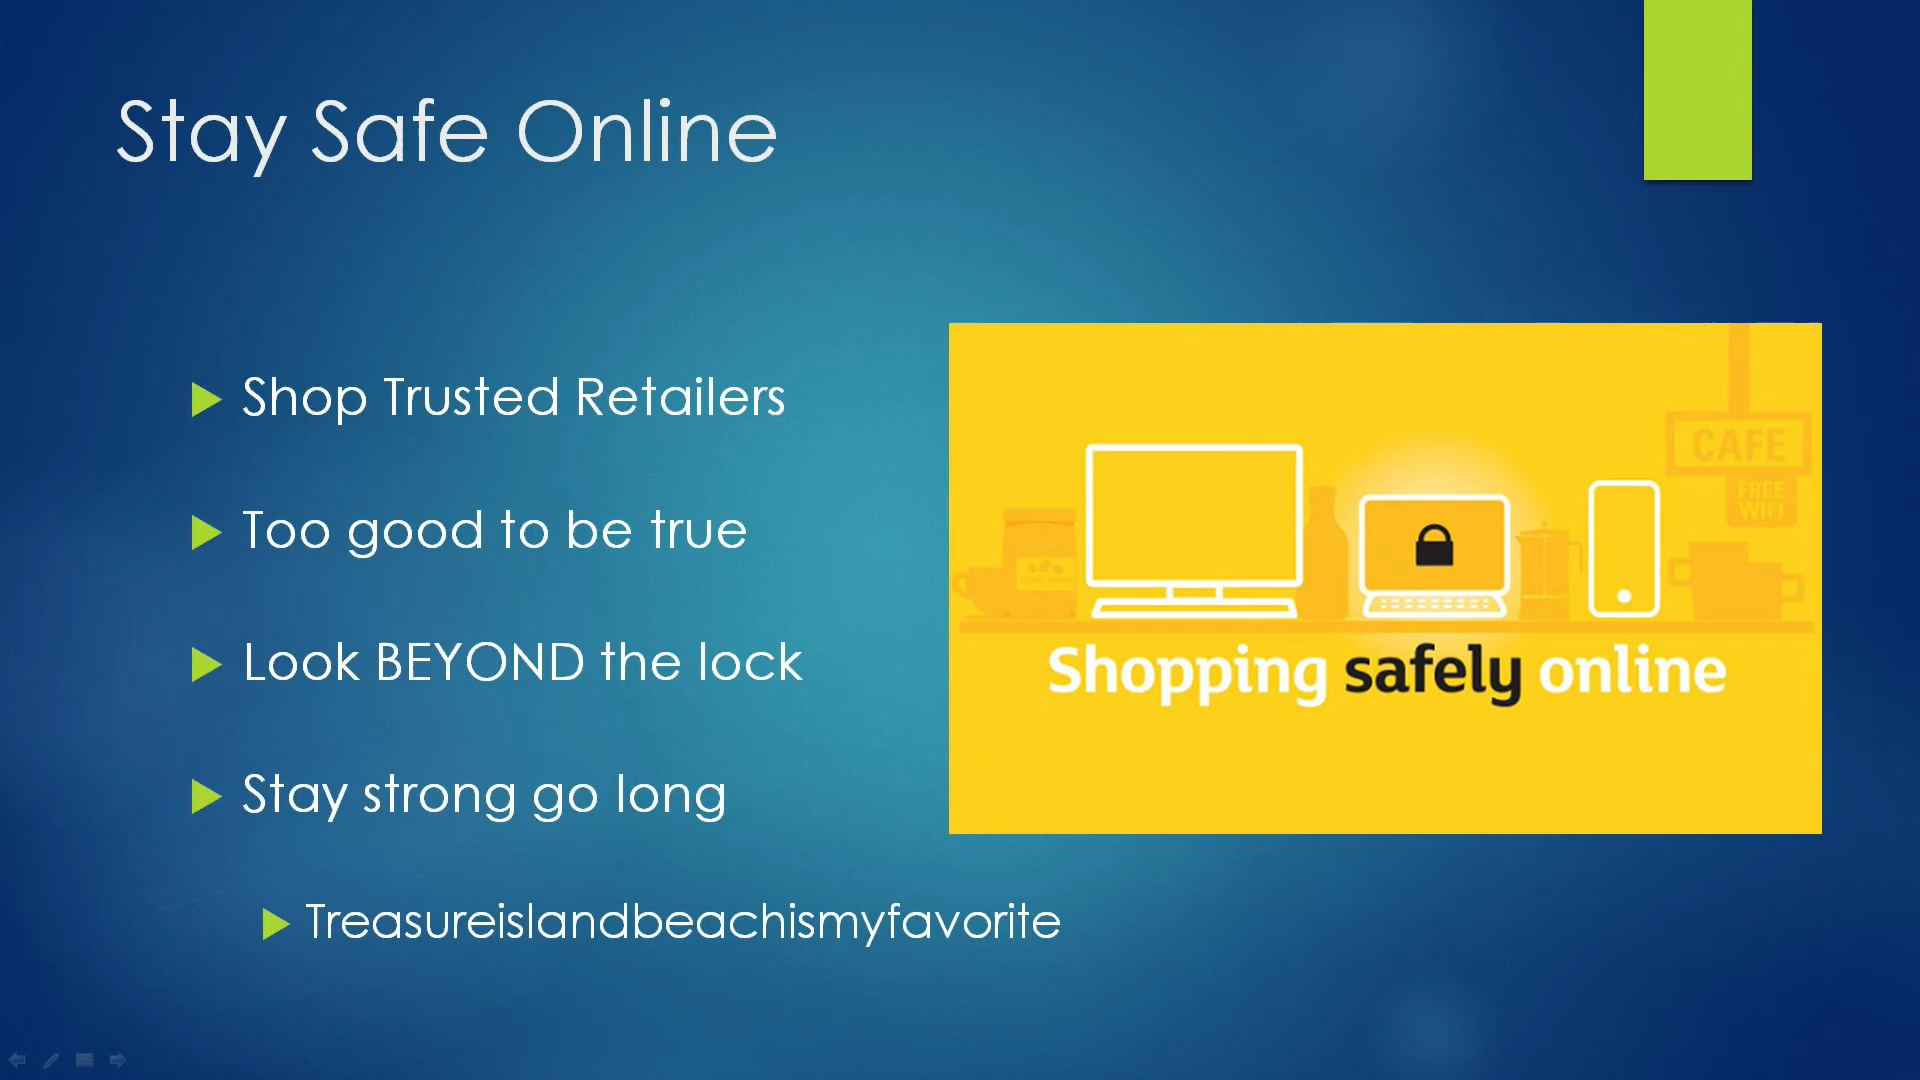 Stay Safe Online
Shop Trusted Retailers
Too good to be true
Look BEYOND the lock
Stay strong go long
Treasureislandbeachismyfavorite
CAFE
FREE
WIFI
Shopping safely online